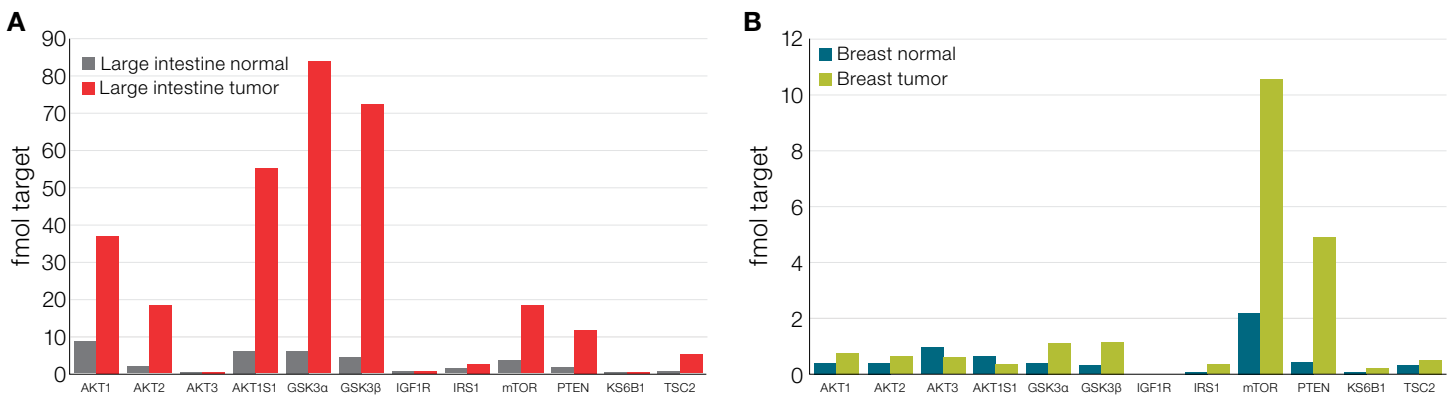 A
90
80
70
60
50
40
30
20
10
0
fmol target
Large intestine normal
Large intestine tumor
AKT1 AKT2 AKT3 AKT1S1 GSK3α GSK3β IGF1R IRS1 mTOR PTEN KS6B1 TSC2
B
12
10
8
6
4
2
0
fmol target
Breast normal
Breast tumor
AKT1 AKT2 AKT3 AKT1S1 GSK3α GSK3β IGF1R IRS1 mTOR PTEN KS6B1 TSC2